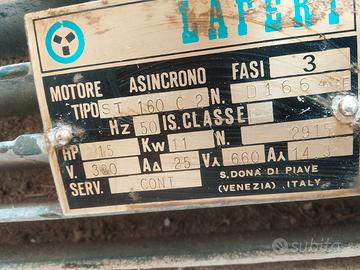 LAFERT
MOTORE ASINCRONO FASI 3
TIPO ST 160 C 2 N. D1664
Hz 50 IS.CLASSE
HP 15 Kw 11 N. 2915
V. 380 AΔ 25 Vλ 660 Aλ 14.3
SERV. CONT S.DONÀ DI PIAVE
(VENEZIA) ITALY
subito